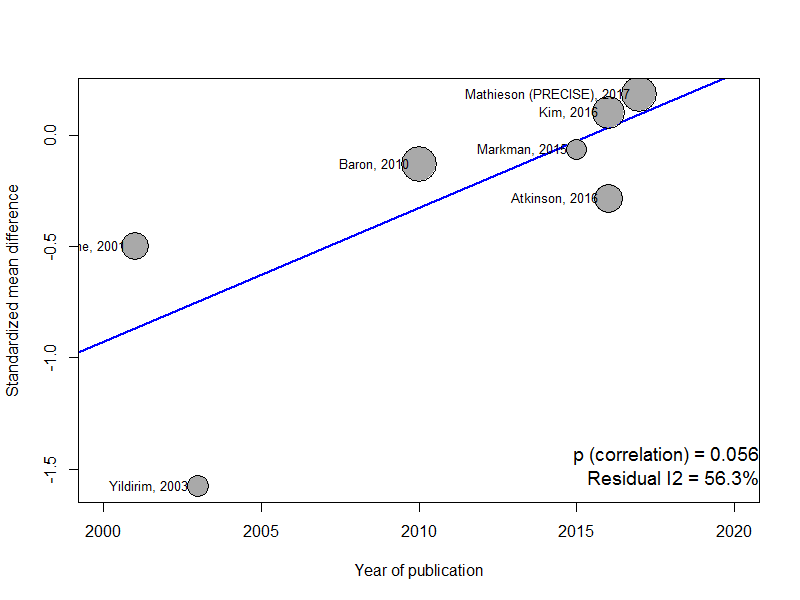 Mathieson (PRECISE), 2017
Kim, 2016
Markman, 2015
Baron, 2010
Atkinson, 2016
2001
Yildirim, 2003
p (correlation) = 0.056
Residual I2 = 56.3%
0.0
-0.5
-1.0
-1.5
Standardized mean difference
2000 2005 2010 2015 2020
Year of publication